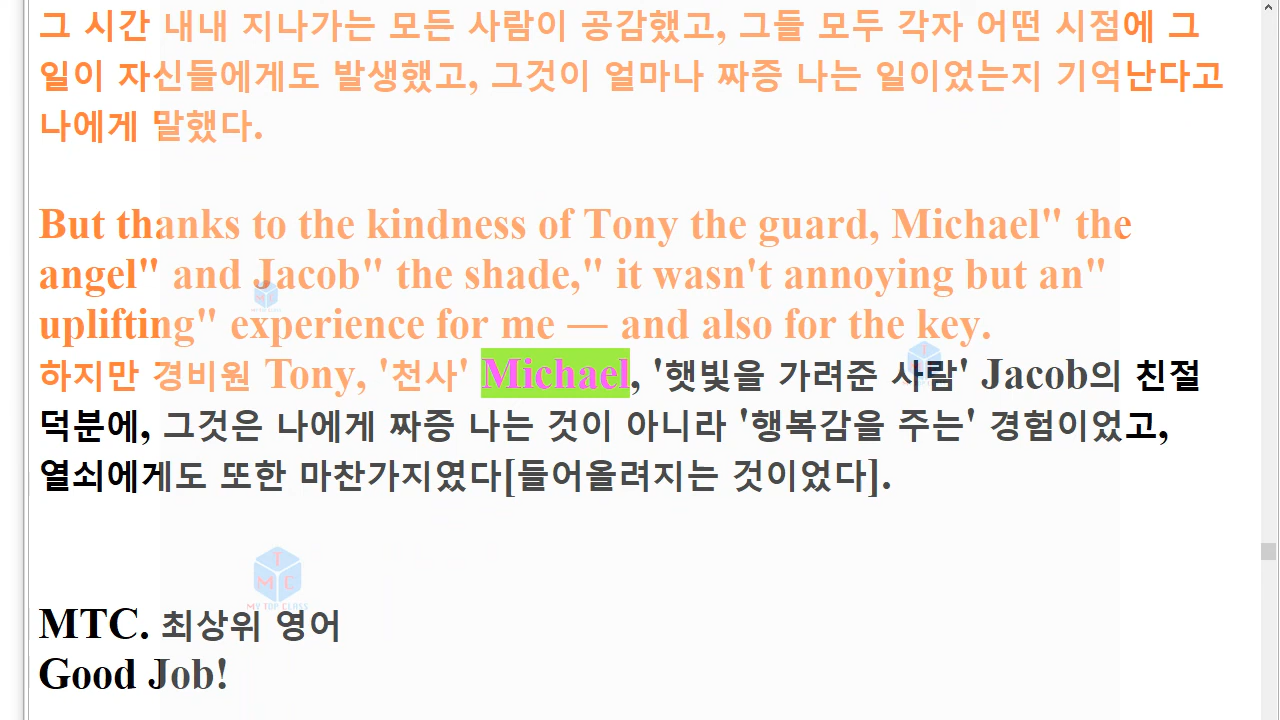 그 시간 내내 지나가는 모든 사람이 공감했고, 그들 모두 각자 어떤 시점에 그
일이 자신들에게도 발생했고, 그것이 얼마나 짜증 나는 일이었는지 기억난다고
나에게 말했다.
But thanks to the kindness of Tony the guard, Michael" the
angel" and Jacob" the shade," it wasn't annoying but an"
uplifting" experience for me — and also for the key.
하지만 경비원 Tony, '천사' Michael, '햇빛을 가려준 사람' Jacob의 친절
덕분에, 그것은 나에게 짜증 나는 것이 아니라 '행복감을 주는' 경험이었고,
열쇠에게도 또한 마찬가지였다[들어올려지는 것이었다].
T
M C
MY TOP CLASS
MTC. 최상위 영어
Good Job!